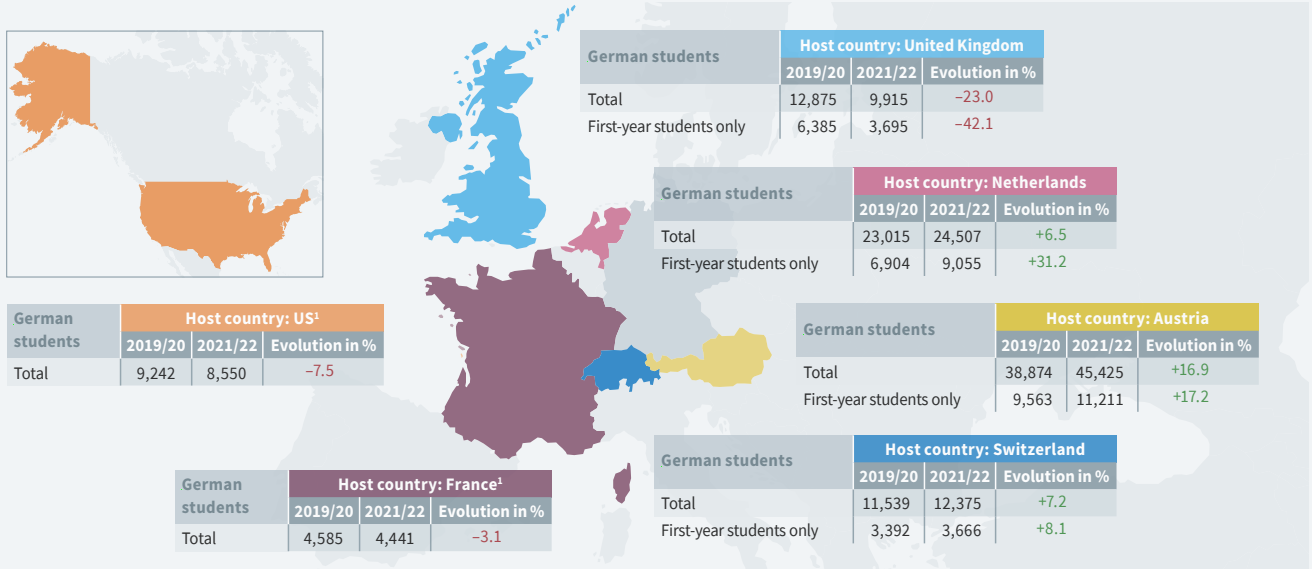 German students
Host country: United Kingdom
2019/20 2021/22 Evolution in %
Total 12,875 9,915 –23.0
First-year students only 6,385 3,695 –42.1
German students
Host country: Netherlands
2019/20 2021/22 Evolution in %
Total 23,015 24,507 +6.5
First-year students only 6,904 9,055 +31.2
German
students
Host country: US¹
2019/20 2021/22 Evolution in %
Total 9,242 8,550 –7.5
German students
Host country: Austria
2019/20 2021/22 Evolution in %
Total 38,874 45,425 +16.9
First-year students only 9,563 11,211 +17.2
German students
Host country: Switzerland
2019/20 2021/22 Evolution in %
Total 11,539 12,375 +7.2
First-year students only 3,392 3,666 +8.1
German
students
Host country: France¹
2019/20 2021/22 Evolution in %
Total 4,585 4,441 –3.1